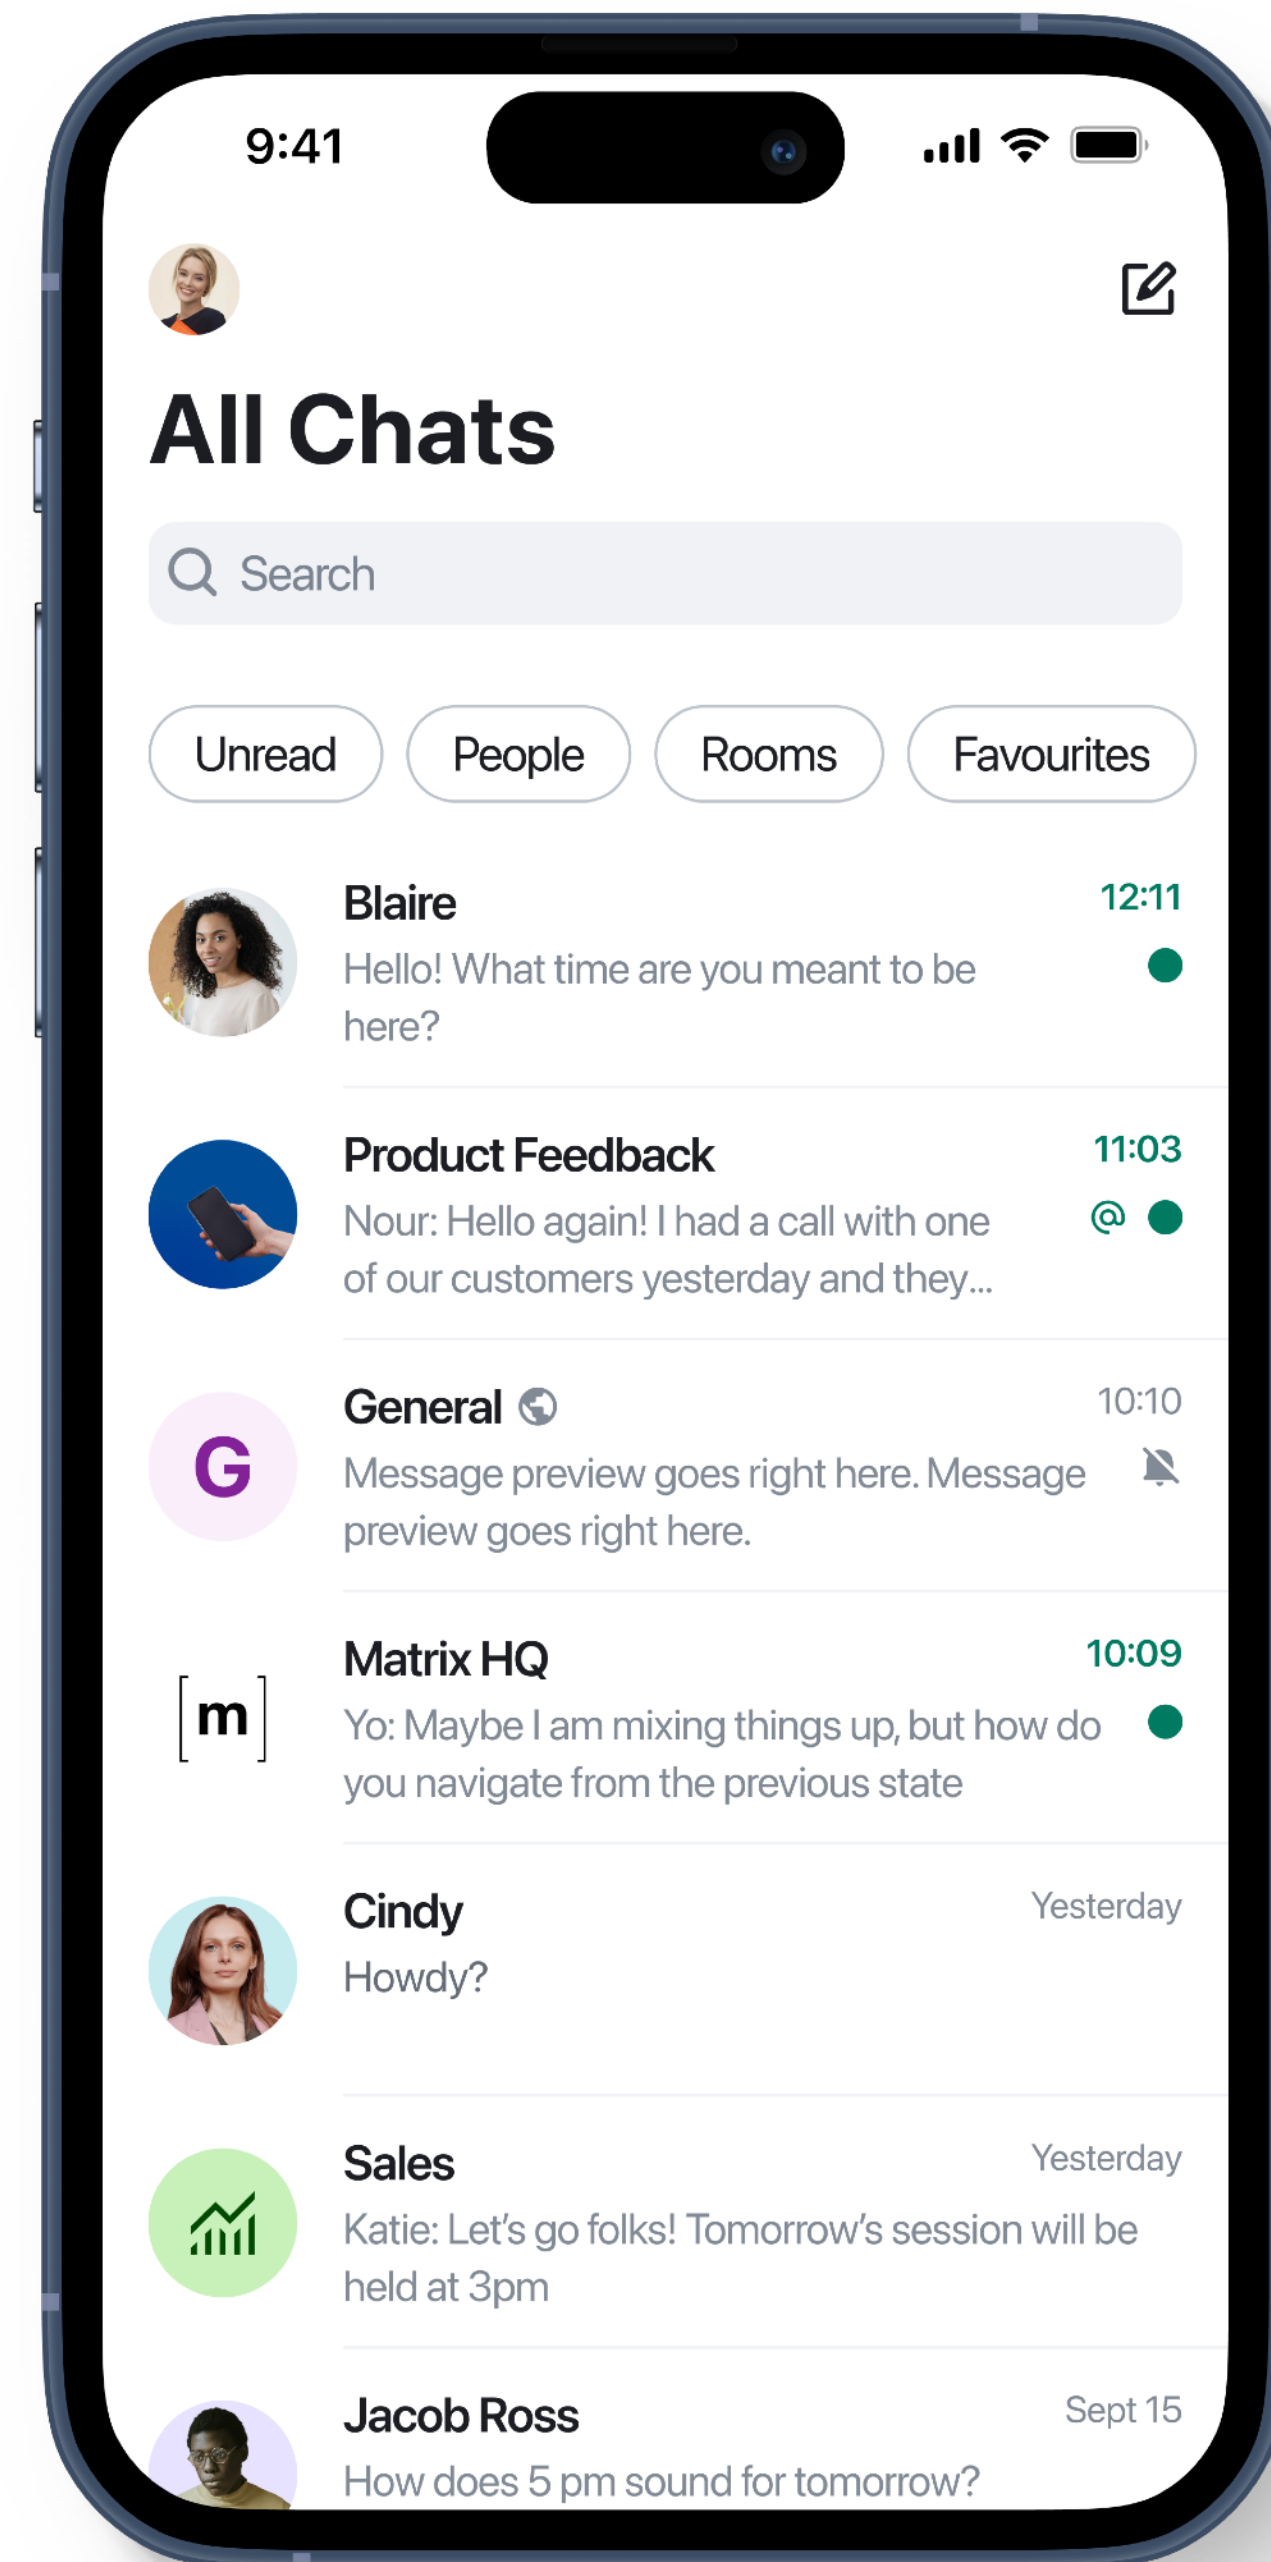 9:41
All Chats
Search
Unread People Rooms Favourites
Blaire 12:11
Hello! What time are you meant to be
here?
Product Feedback 11:03
Nour: Hello again! I had a call with one @
of our customers yesterday and they...
G
General 10:10
Message preview goes right here. Message
preview goes right here.
[m]
Matrix HQ 10:09
Yo: Maybe I am mixing things up, but how do
you navigate from the previous state
Cindy Yesterday
Howdy?
Sales Yesterday
Katie: Let’s go folks! Tomorrow’s session will be
held at 3pm
Jacob Ross Sept 15
How does 5 pm sound for tomorrow?